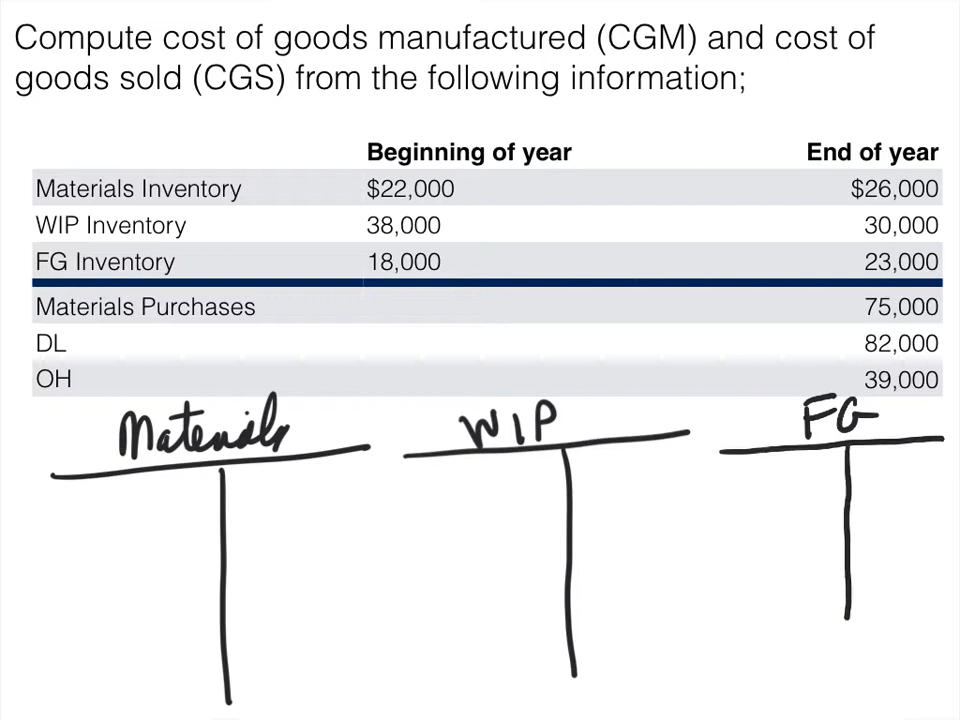 Compute cost of goods manufactured (CGM) and cost of
goods sold (CGS) from the following information;
Beginning of year End of year
Materials Inventory $22,000 $26,000
WIP Inventory 38,000 30,000
FG Inventory 18,000 23,000
Materials Purchases 75,000
DL 82,000
OH 39,000
Materials WIP FG